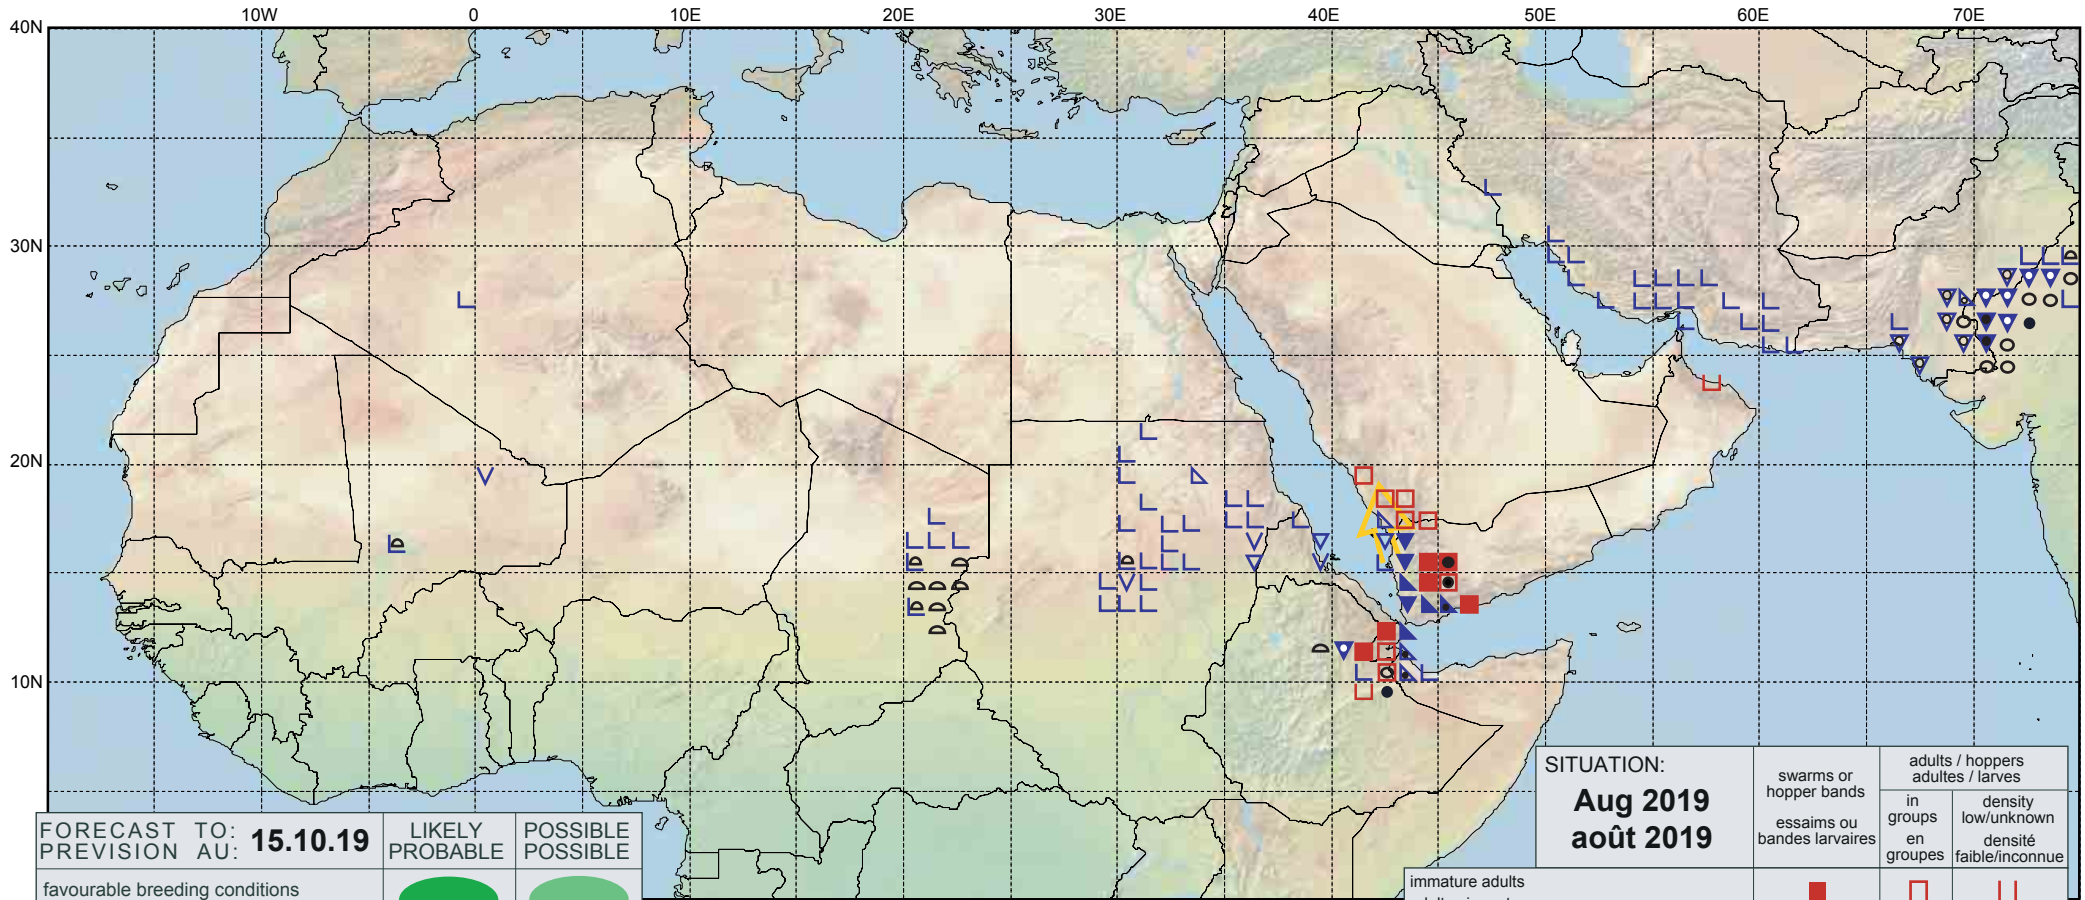 10W 0 10E 20E 30E 40E 50E 60E 70E
40N
30N
20N
10N
SITUATION:
Aug 2019
août 2019
swarms or
hopper bands
essaims ou
bandes larvaires
adults / hoppers
adultes / larves
in
groups
en
groupes
density
low/unknown
densité
faible/inconnue
immature adults
FORECAST TO:
PREVISION AU:
15.10.19
LIKELY
PROBABLE
POSSIBLE
POSSIBLE
favourable breeding conditions